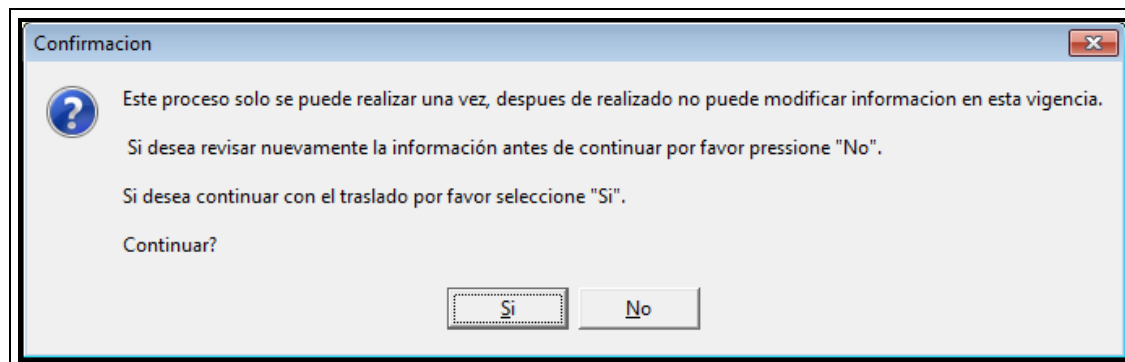 Confirmacion
Este proceso solo se puede realizar una vez, despues de realizado no puede modificar informacion en esta vigencia.
Si desea revisar nuevamente la información antes de continuar por favor pressione "No".
Si desea continuar con el traslado por favor seleccione "Si".
Continuar?
Si
No